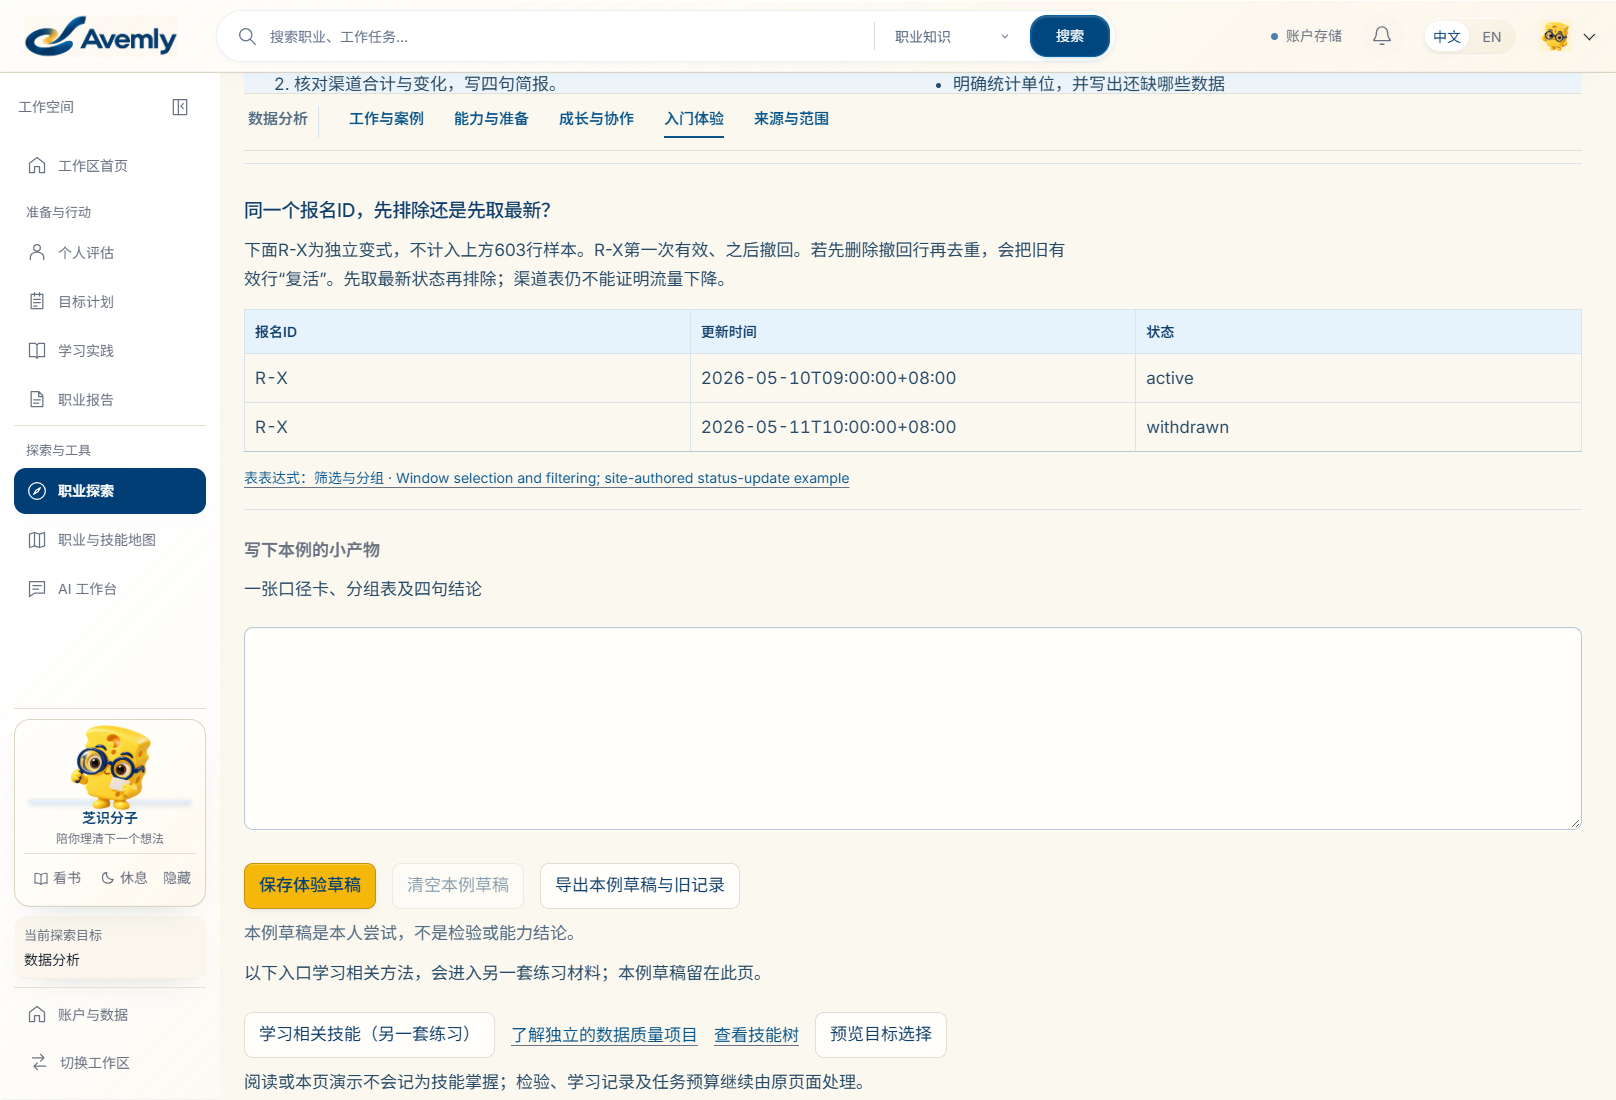 Avemly
搜索职业、工作任务...
职业知识
搜索
账户存储
中文
EN
工作空间
工作区首页
准备与行动
个人评估
目标计划
学习实践
职业报告
探索与工具
职业探索
职业与技能地图
AI 工作台
芝识分子
陪你理清下一个想法
看书
休息
隐藏
当前探索目标
数据分析
账户与数据
切换工作区
2. 核对渠道合计与变化，写四句简报。
• 明确统计单位，并写出还缺哪些数据
数据分析
工作与案例
能力与准备
成长与协作
入门体验
来源与范围
同一个报名ID，先排除还是先取最新？
下面R-X为独立变式，不计入上方603行样本。R-X第一次有效、之后撤回。若先删除撤回行再去重，会把旧有
效行“复活”。先取最新状态再排除；渠道表仍不能证明流量下降。
报名ID 更新时间 状态
R-X 2026-05-10T09:00:00+08:00 active
R-X 2026-05-11T10:00:00+08:00 withdrawn
表表达式：筛选与分组 · Window selection and filtering; site-authored status-update example
写下本例的小产物
一张口径卡、分组表及四句结论
保存体验草稿
清空本例草稿
导出本例草稿与旧记录
本例草稿是本人尝试，不是检验或能力结论。
以下入口学习相关方法，会进入另一套练习材料；本例草稿留在此页。
学习相关技能（另一套练习）
了解独立的数据质量项目
查看技能树
预览目标选择
阅读或本页演示不会记为技能掌握；检验、学习记录及任务预算继续由原页面处理。